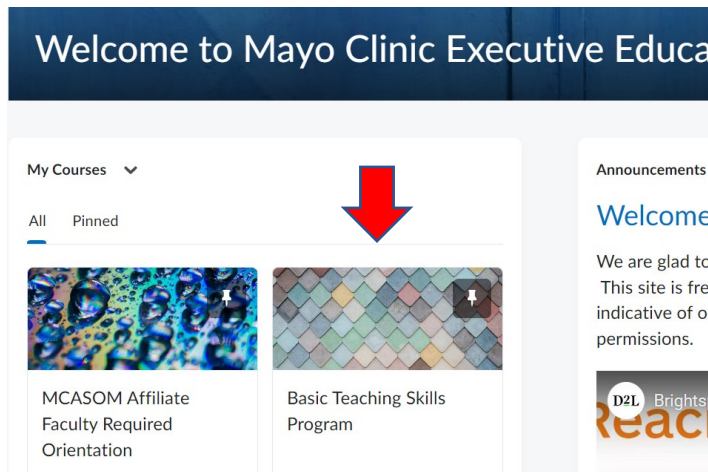 Welcome to Mayo Clinic Executive Educa
My Courses
All Pinned
MCASOM Affiliate
Faculty Required
Orientation
Basic Teaching Skills
Program
Announcements
Welcome
We are glad to
This site is fre
indicative of o
permissions.
D2L Brights
Reac